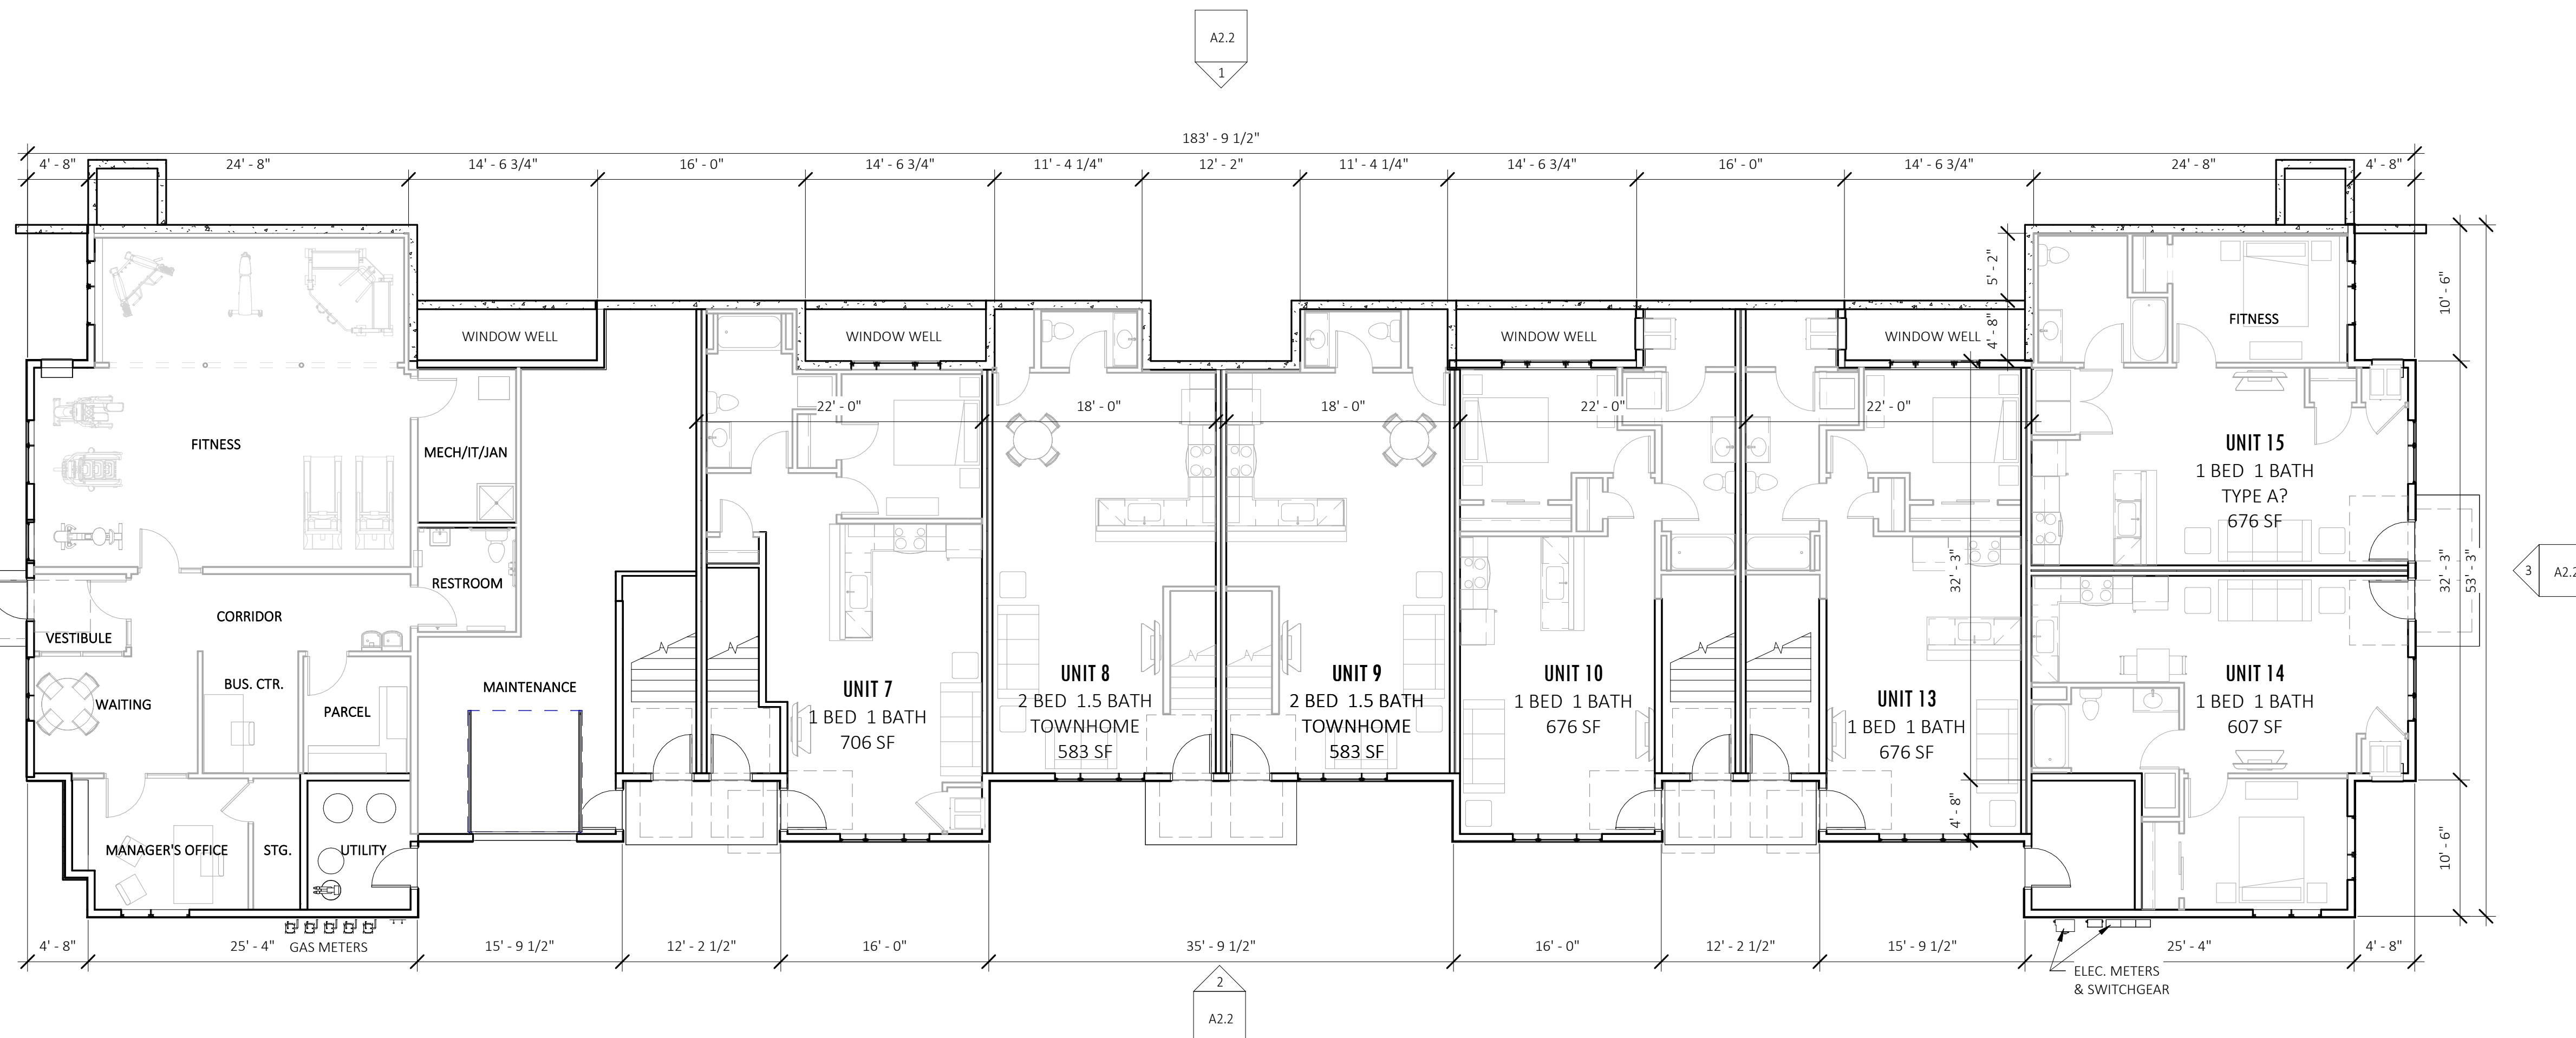 A2.2
1
183' - 9 1/2"
4' - 8"
24' - 8"
14' - 6 3/4"
16' - 0"
14' - 6 3/4"
11' - 4 1/4"
12' - 2"
11' - 4 1/4"
14' - 6 3/4"
16' - 0"
14' - 6 3/4"
24' - 8"
4' - 8"
5' - 2"
4' - 8"
10' - 6"
WINDOW WELL
WINDOW WELL
WINDOW WELL
WINDOW WELL
FITNESS
22' - 0"
18' - 0"
18' - 0"
22' - 0"
22' - 0"
FITNESS
MECH/IT/JAN
UNIT 15
1 BED 1 BATH
TYPE A?
676 SF
RESTROOM
CORRIDOR
VESTIBULE
32' - 3"
32' - 3"
53' - 3"
3
A2.2
WAITING
BUS. CTR.
PARCEL
MAINTENANCE
UNIT 7
1 BED 1 BATH
706 SF
UNIT 8
2 BED 1.5 BATH
TOWNHOME
583 SF
UNIT 9
2 BED 1.5 BATH
TOWNHOME
583 SF
UNIT 10
1 BED 1 BATH
676 SF
UNIT 13
1 BED 1 BATH
676 SF
UNIT 14
1 BED 1 BATH
607 SF
4' - 8"
10' - 6"
MANAGER'S OFFICE
STG.
UTILITY
GAS METERS
4' - 8"
25' - 4"
15' - 9 1/2"
12' - 2 1/2"
16' - 0"
35' - 9 1/2"
16' - 0"
12' - 2 1/2"
15' - 9 1/2"
25' - 4"
4' - 8"
ELEC. METERS
& SWITCHGEAR
2
A2.2